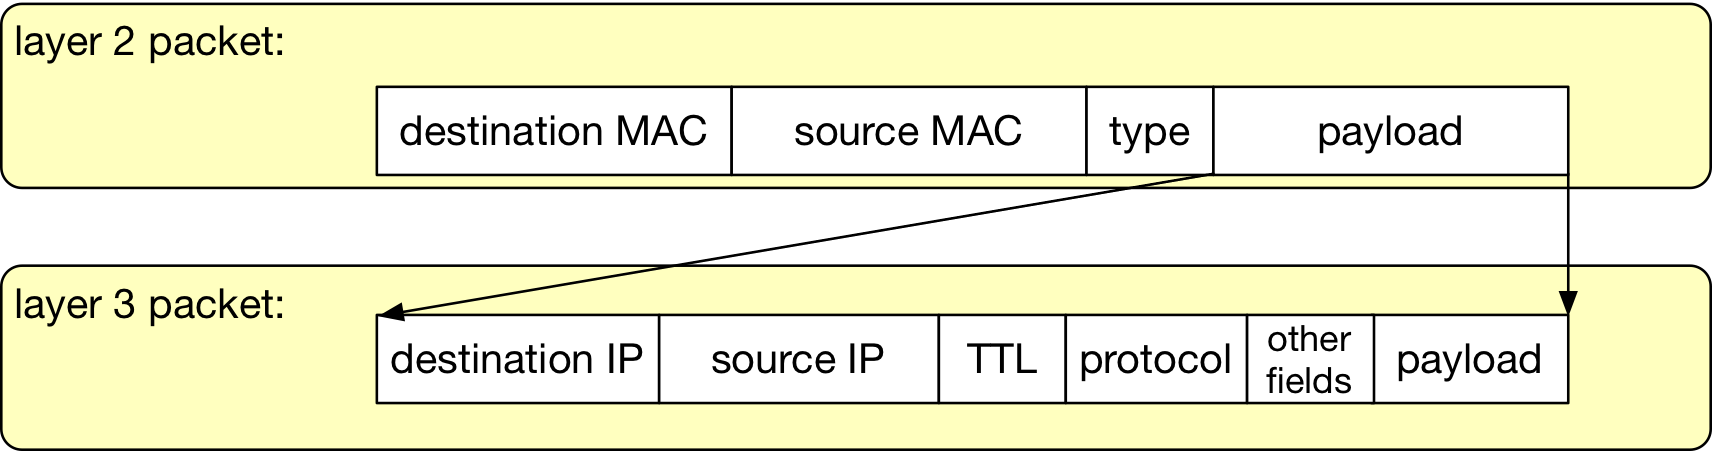 layer 2 packet:
destination MAC source MAC type payload
layer 3 packet:
destination IP source IP TTL protocol other fields payload